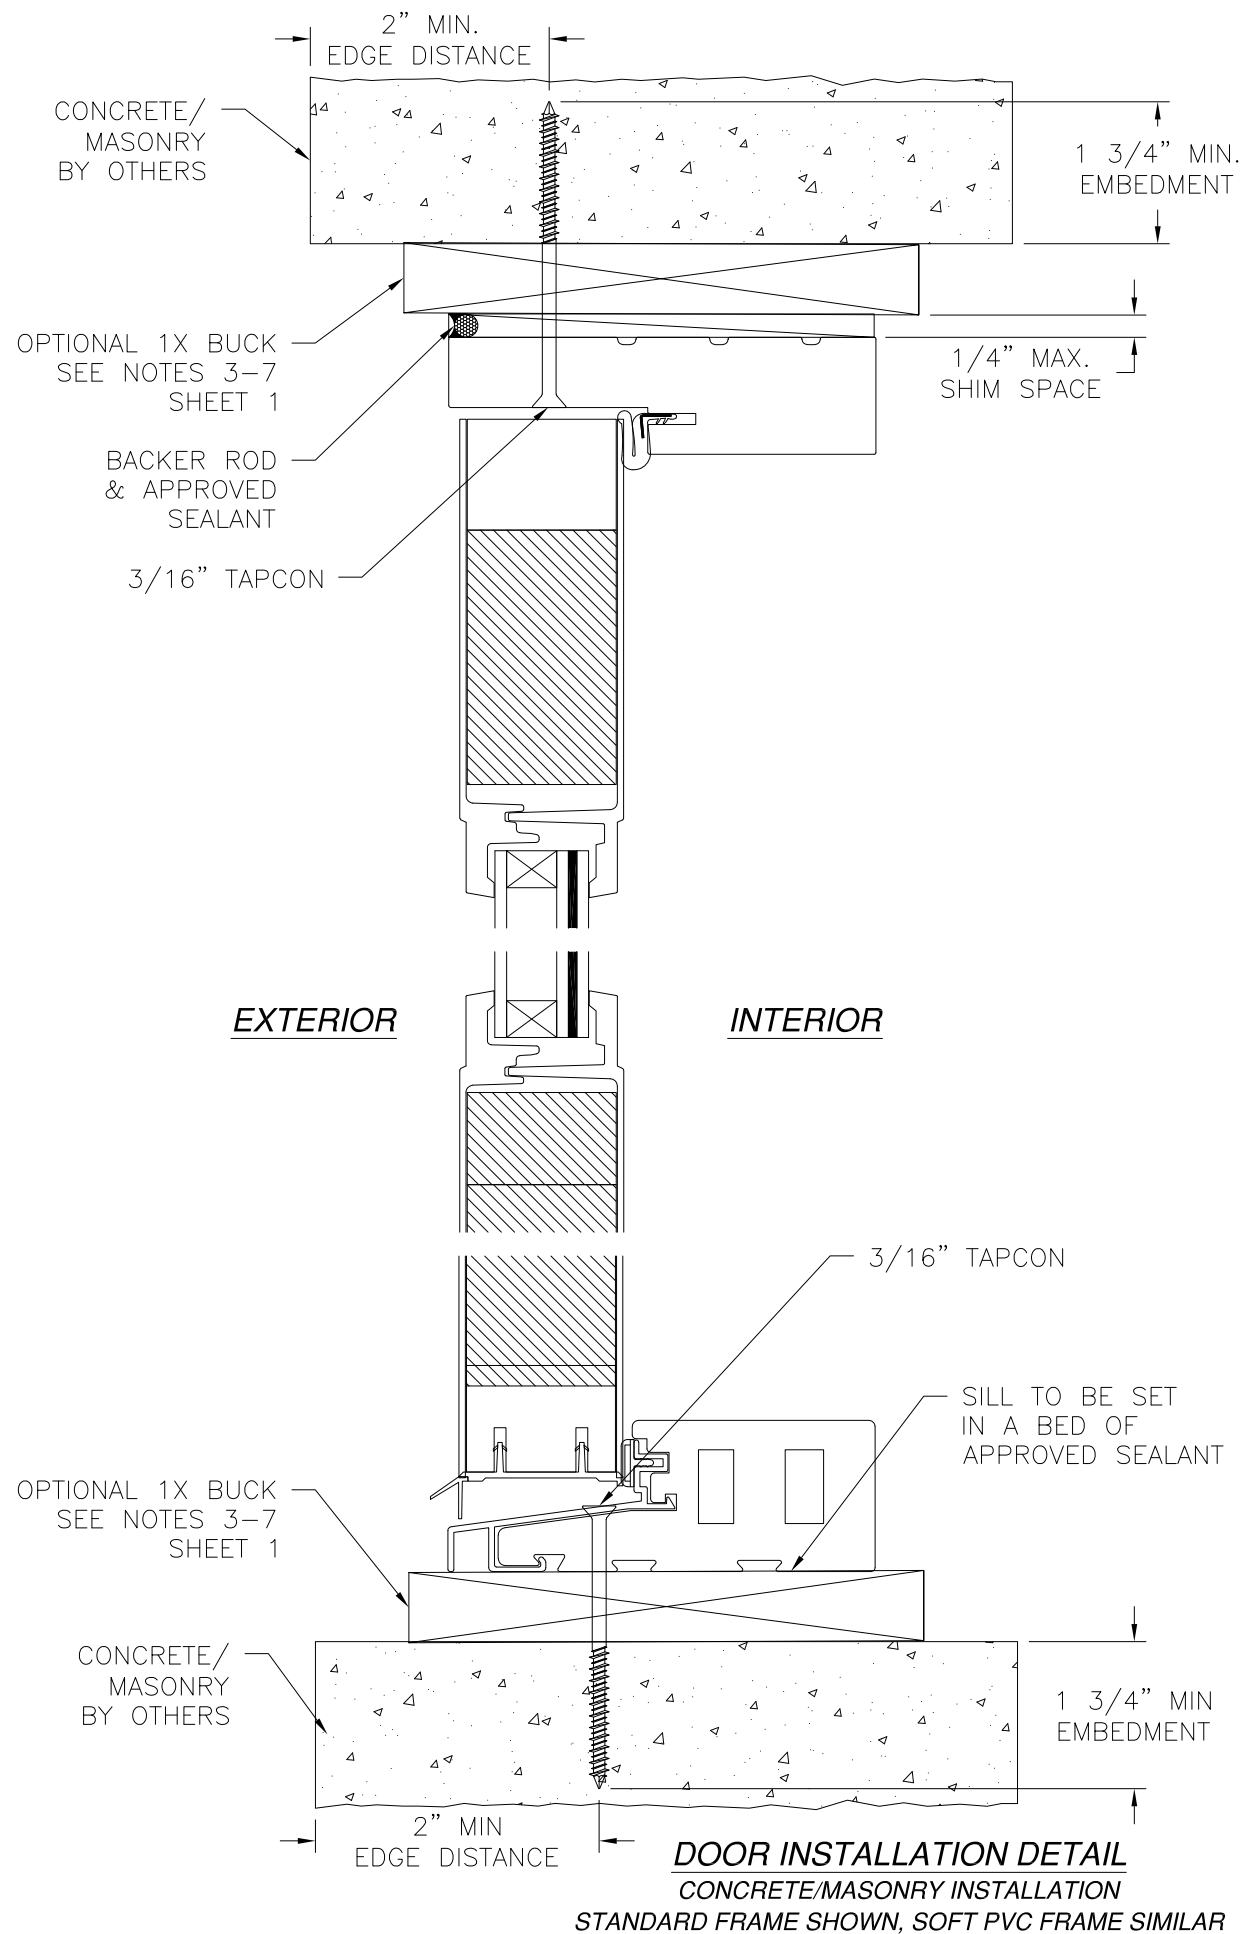 2” MIN.
EDGE DISTANCE
CONCRETE/
MASONRY
BY OTHERS
1 3/4” MIN.
EMBEDMENT
OPTIONAL 1X BUCK
SEE NOTES 3-7
SHEET 1
1/4” MAX.
SHIM SPACE
BACKER ROD
& APPROVED
SEALANT
3/16” TAPCON
EXTERIOR
INTERIOR
3/16” TAPCON
SILL TO BE SET
IN A BED OF
APPROVED SEALANT
OPTIONAL 1X BUCK
SEE NOTES 3-7
SHEET 1
CONCRETE/
MASONRY
BY OTHERS
1 3/4” MIN
EMBEDMENT
2” MIN
EDGE DISTANCE
DOOR INSTALLATION DETAIL
CONCRETE/MASONRY INSTALLATION
STANDARD FRAME SHOWN, SOFT PVC FRAME SIMILAR